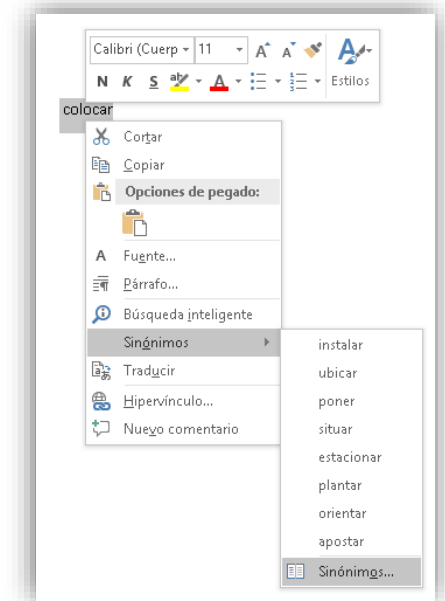 Calibri (Cuerp 11 A A A
N K S aby A Estilos
colocar
Cortar
Copiar
Opciones de pegado:
A Fuente...
Párrafo...
Búsqueda inteligente
Sinónimos
Traducir
Hipervínculo...
Nuevo comentario
instalar
ubicar
poner
situar
estacionar
plantar
orientar
apostar
Sinónimos...